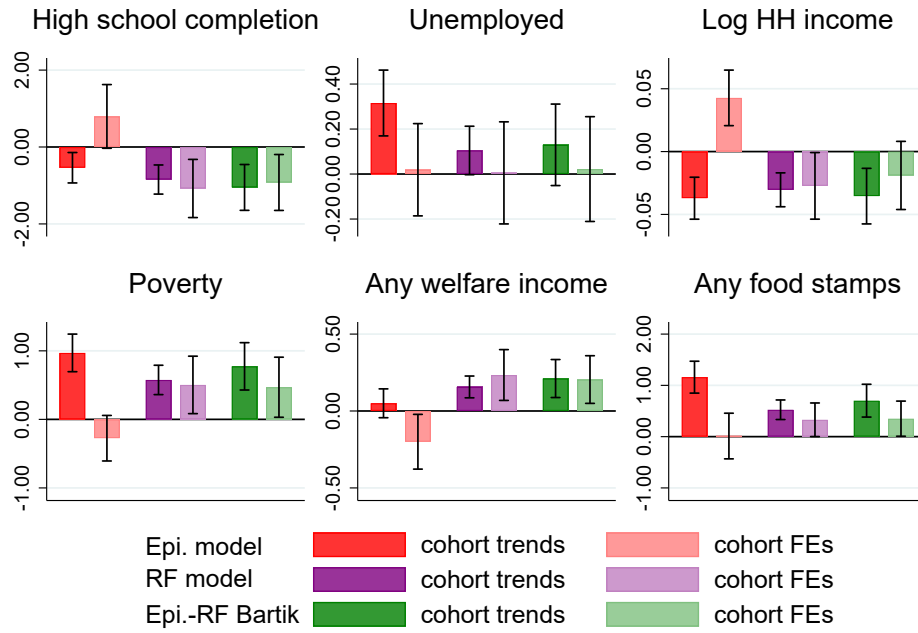 High school completion
Unemployed
Log HH income
2.00
0.00
-2.00
0.40
0.20
0.00
-0.20
0.05
0.00
-0.05
Poverty
Any welfare income
Any food stamps
1.00
0.00
-1.00
0.50
0.00
-0.50
2.00
1.00
0.00
-1.00
Epi. model cohort trends cohort FEs
RF model cohort trends cohort FEs
Epi.-RF Bartik cohort trends cohort FEs